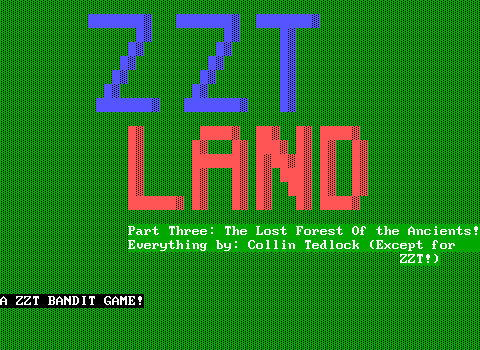 ZZT
LAND
Part Three: The Lost Forest Of the Ancients!
Everything by: Collin Tedlock (Except for
ZZT!)
A ZZT BANDIT GAME!